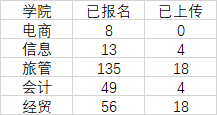 学院 已报名 已上传
电商 8 0
信息 13 4
旅管 135 18
会计 49 4
经贸 56 18